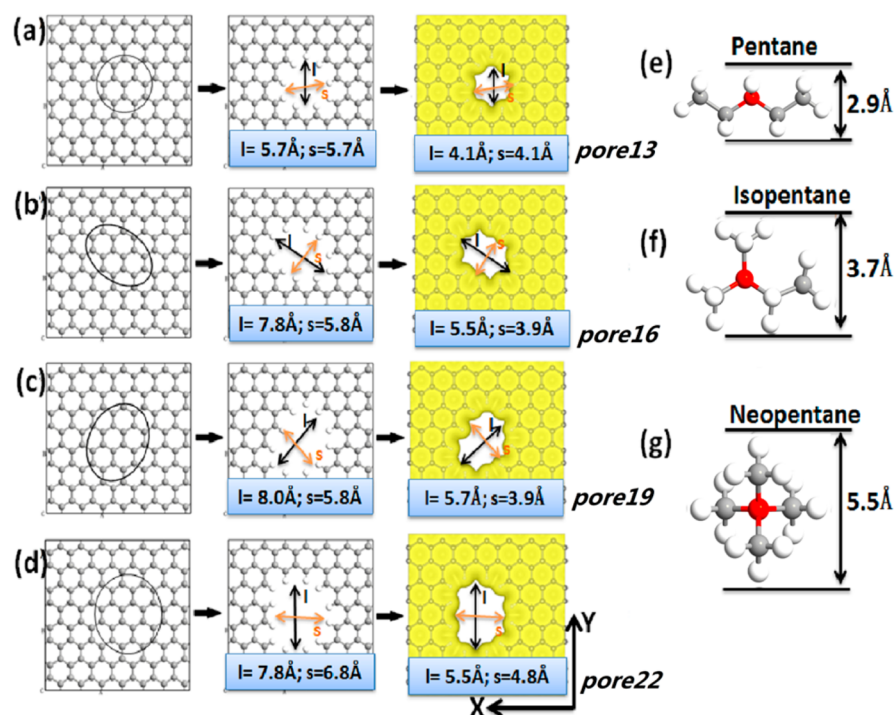 (a)
l
s
l
s
l= 5.7Å; s=5.7Å
l= 4.1Å; s=4.1Å
pore13
(b)
l
s
l
s
l= 7.8Å; s=5.8Å
l= 5.5Å; s=3.9Å
pore16
(c)
l
s
l
s
l= 8.0Å; s=5.8Å
l= 5.7Å; s=3.9Å
pore19
(d)
l
s
l
s
l= 7.8Å; s=6.8Å
l= 5.5Å; s=4.8Å
pore22
Y
X
Pentane
(e)
2.9Å
Isopentane
(f)
3.7Å
Neopentane
(g)
5.5Å